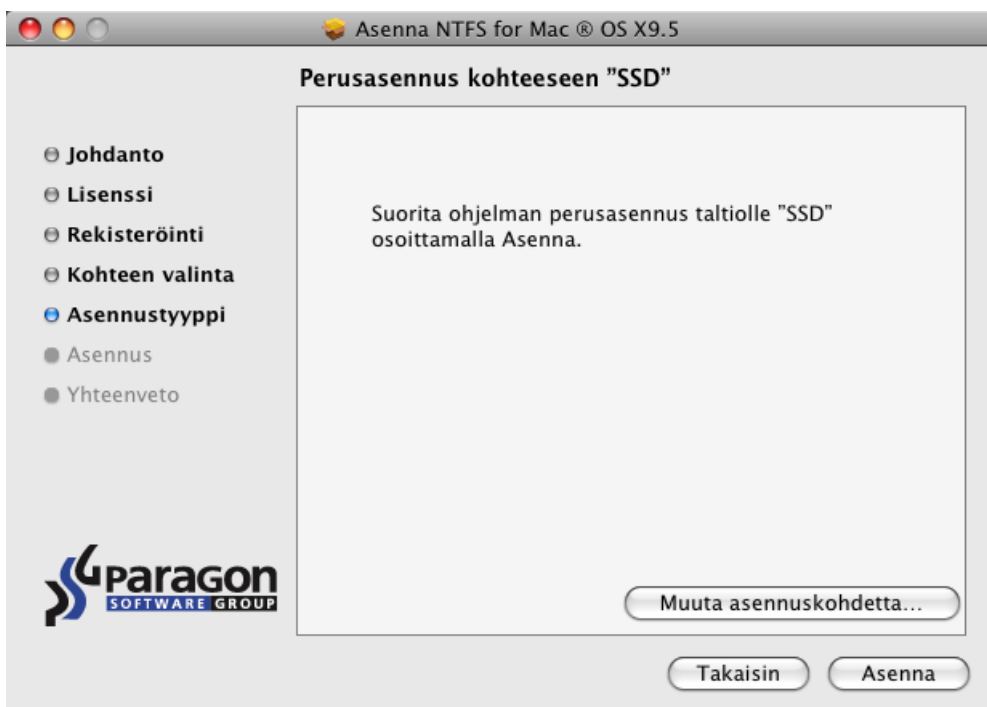 Asenna NTFS for Mac ® OS X9.5
Perusasennus kohteeseen ”SSD”
Johdanto
Lisenssi
Rekisteröinti
Kohteen valinta
Asennustyyppi
Asennus
Yhteenveto
Suorita ohjelman perusasennus taltiolle ”SSD”
osoittamalla Asenna.
paragon
SOFTWARE GROUP
Muuta asennuskohdetta...
Takaisin
Asenna